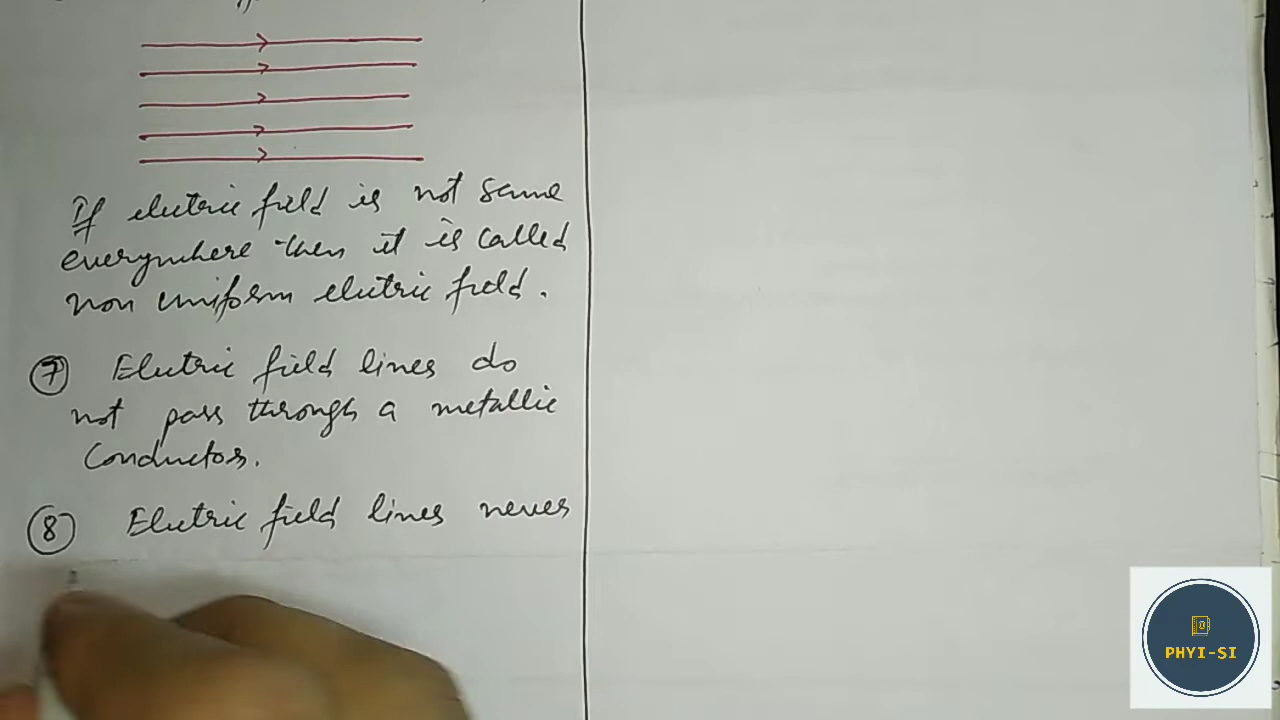 If electric field is not same
everywhere then it is called
non uniform electric field.
7 Electric field lines do
not pass through a metallic
Conductor.
8 Electric field lines never
PHYI-SI